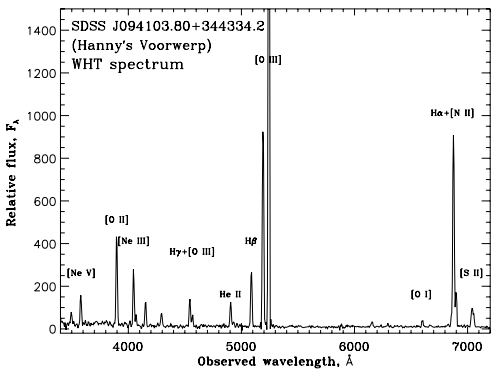 SDSS J094103.80+344334.2
(Hanny's Voorwerp)
WHT spectrum
[O III]
Hα+[N II]
[O II]
[Ne III]
Hγ+[O III]
Hβ
[Ne V]
He II
[O I]
[S II]
1400
1200
1000
800
600
400
200
0
Relative flux, Fλ
4000
5000
6000
7000
Observed wavelength, Å